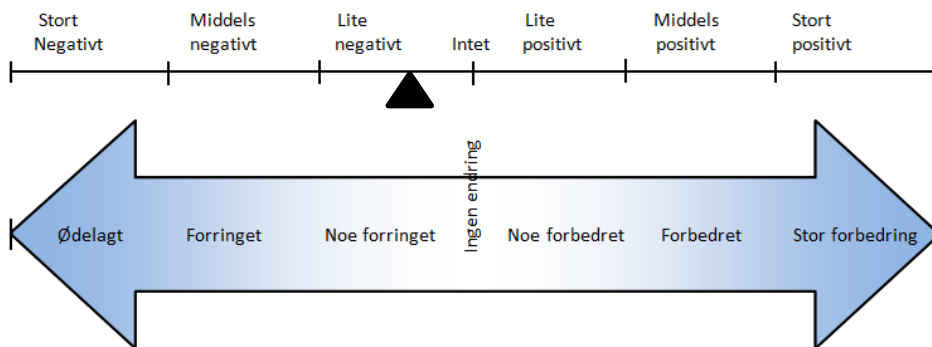 Stort
Negativt
Middels
negativt
Lite
negativt
Intet
Lite
positivt
Middels
positivt
Stort
positivt
Ingen endring
Ødelagt
Forringet
Noe forringet
Noe forbedret
Forbedret
Stor forbedring